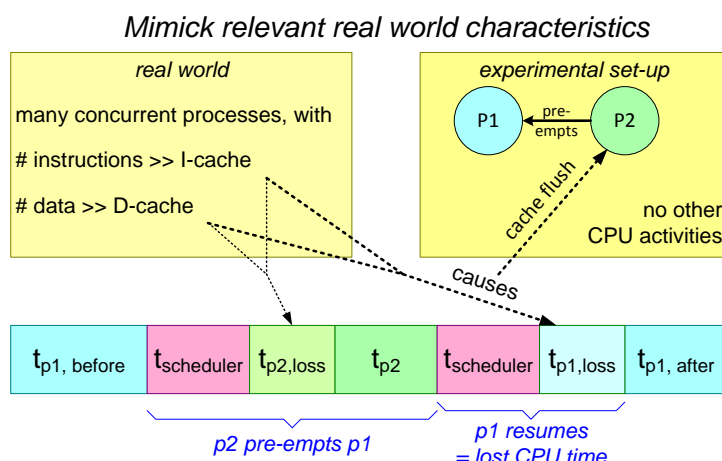 Mimick relevant real world characteristics
real world
many concurrent processes, with
# instructions >> I-cache
# data >> D-cache
experimental set-up
P1
pre-
empts
P2
cache flush
no other
CPU activities
causes
tp1, before
tscheduler
tp2,loss
tp2
tscheduler
tp1,loss
tp1, after
p2 pre-empts p1
p1 resumes
= lost CPU time